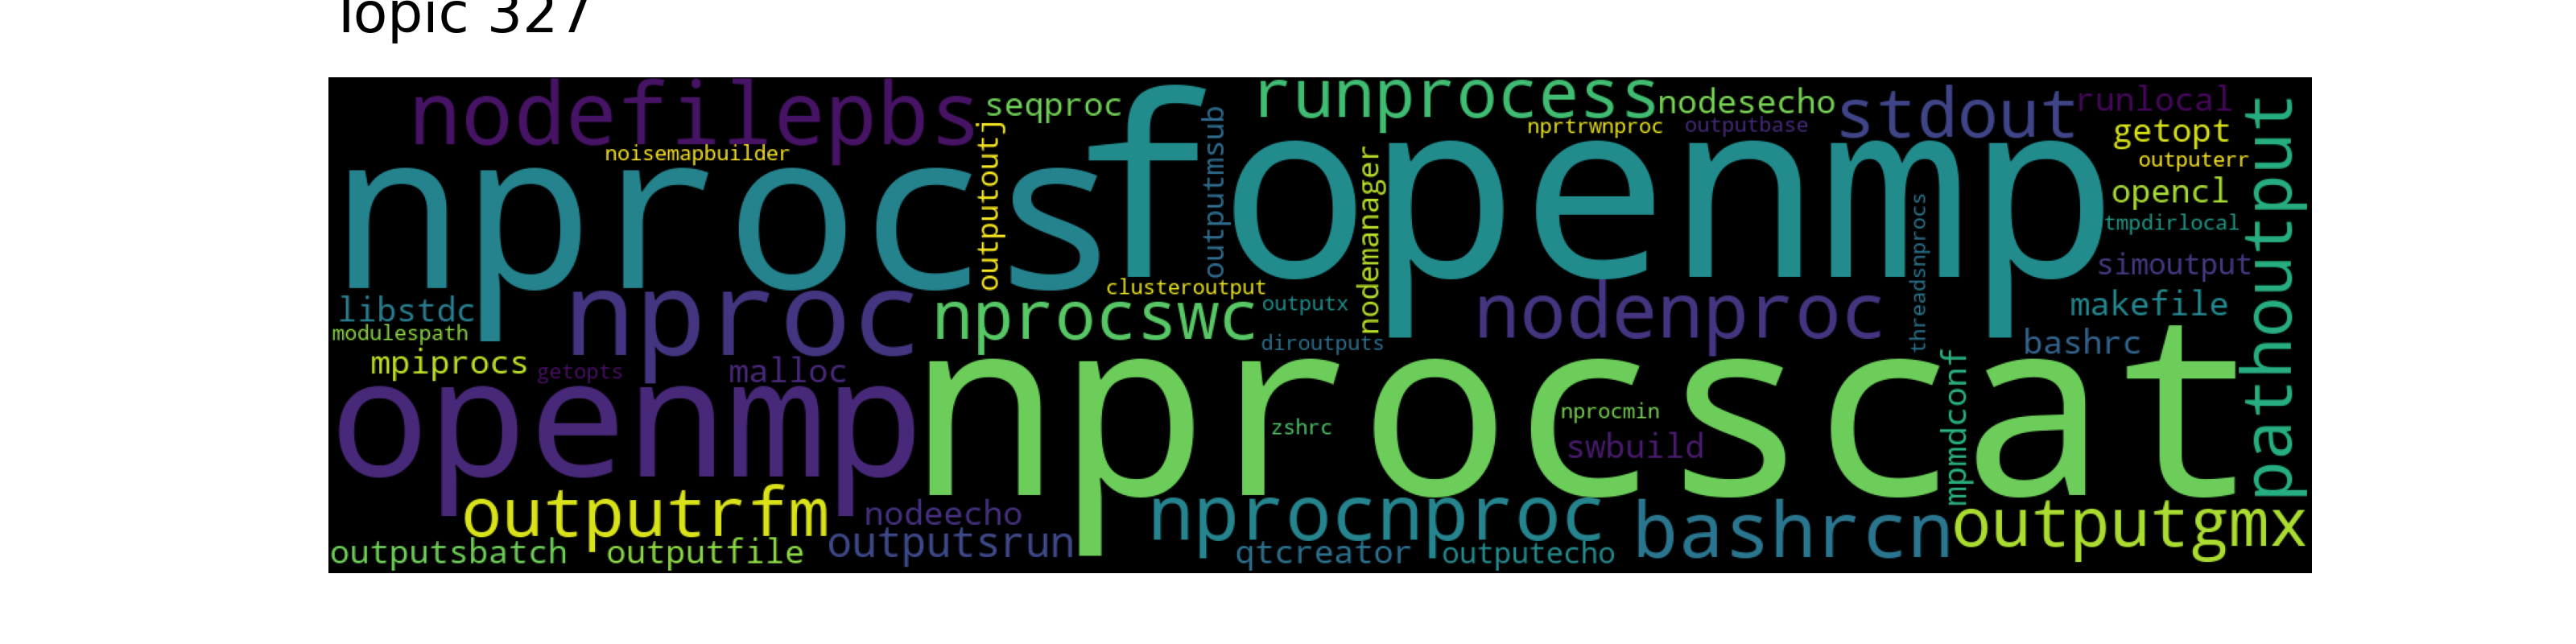 Topic 327
nodefilepbs
seqproc
runprocess
nodesecho
stdout
runlocal
noisemapbuilder
nprtrwnproc
outputbase
getopt
outputerr
nprocs
outputoutj
fopenmp
outputmsub
nodemanager
threadsnprocs
opencl
tmpdirlocal
pathoutput
simoutput
libstdc
modulespath
nproc
clusteroutput
nprocswc
outputx
diroutputs
nodenproc
makefile
bashrc
mpiprocs
getopts
malloc
openmp
nprocscat
zshrc
nprocmin
swbuild
mpmdconf
outputrfm
nodeecho
nprocnproc
bashrcn
outputgmx
outputsbatch
outputfile
outputsrun
qtcreator
outputecho